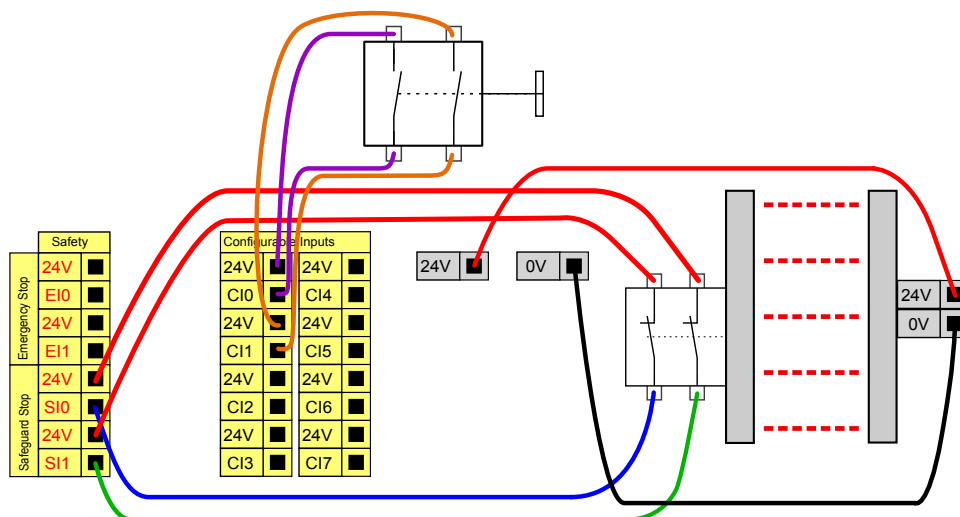 Safety
Emergency Stop
24V
EI0
24V
EI1
Safeguard Stop
24V
SI0
24V
SI1
Configurable Inputs
24V 24V
CI0 CI4
24V 24V
CI1 CI5
24V 24V
CI2 CI6
24V 24V
CI3 CI7
24V 0V
24V
0V